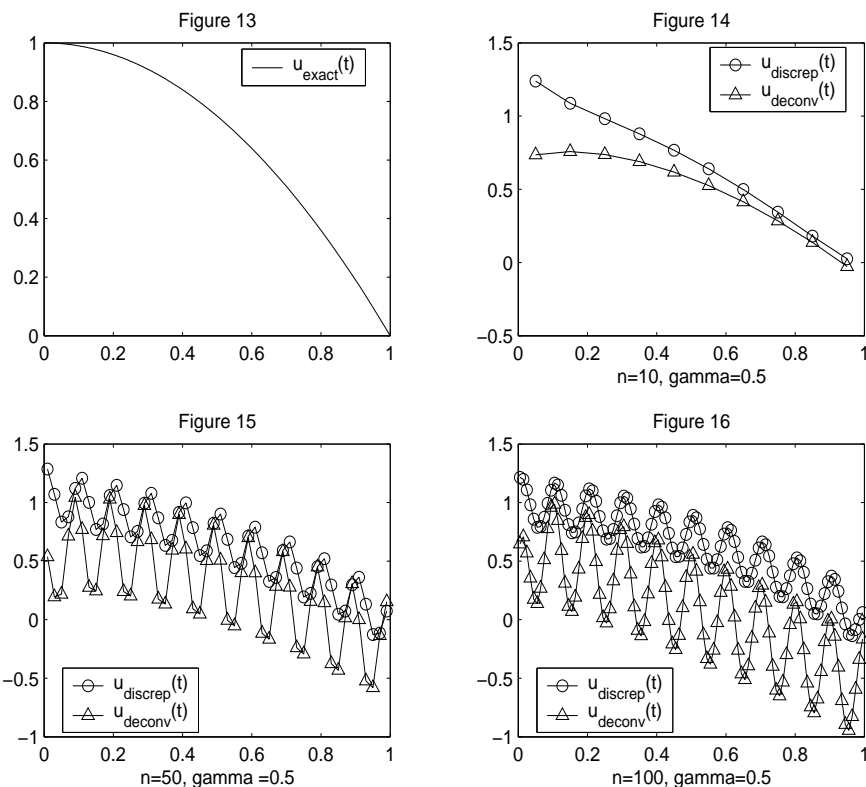 Figure 13
1
0.8
0.6
0.4
0.2
0
0 0.2 0.4 0.6 0.8 1
u_exact(t)
Figure 14
1.5
1
0.5
0
−0.5
0 0.2 0.4 0.6 0.8 1
u_discrep(t)
u_deconv(t)
n=10, gamma=0.5
Figure 15
1.5
1
0.5
0
−0.5
−1
0 0.2 0.4 0.6 0.8 1
u_discrep(t)
u_deconv(t)
n=50, gamma =0.5
Figure 16
1.5
1
0.5
0
−0.5
−1
0 0.2 0.4 0.6 0.8 1
u_discrep(t)
u_deconv(t)
n=100, gamma=0.5